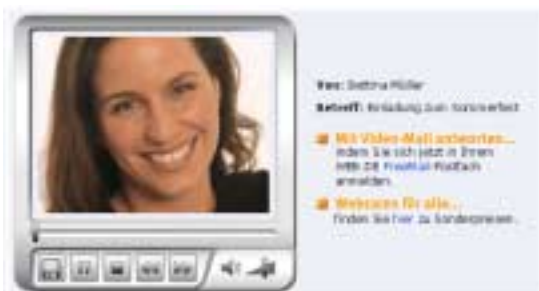 Von: Bettina Müller
Betreff: Einladung zum Sommerfest
Mit Video-Mail antworten...
indem Sie sich jetzt in Ihrem
WEB.DE FreeMail-Postfach
anmelden.
Webcams für alle...
finden Sie hier zu Sonderpreisen.